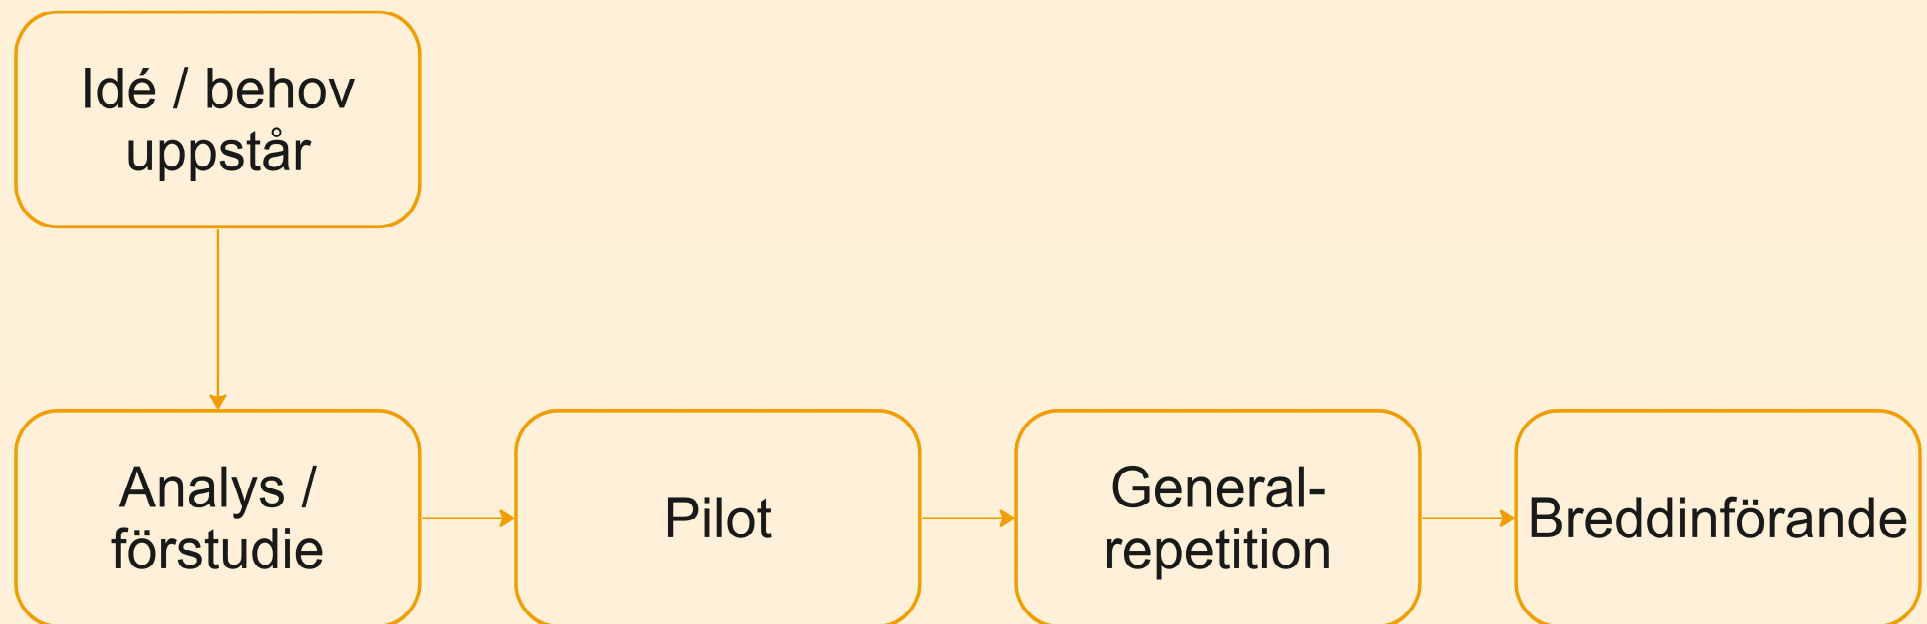 Idé / behov
uppstår
Analys /
förstudie
Pilot
General-
repetition
Breddinförande